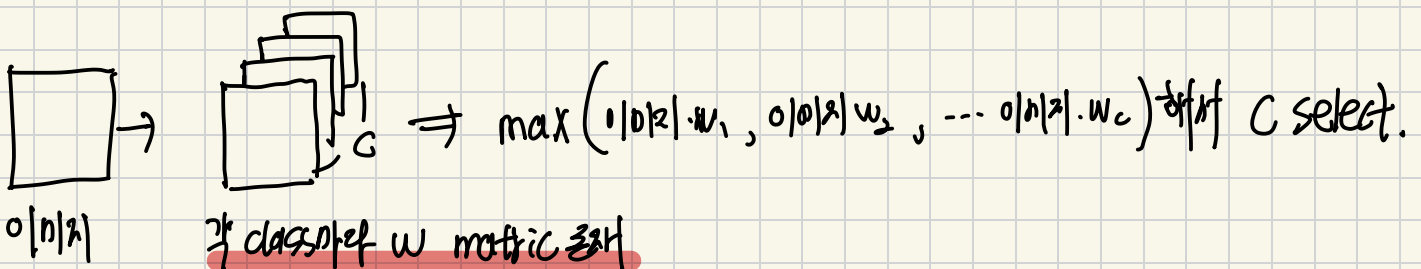 max(이미지·W₁, 이미지 W₂, ··· 이미지·W_c) 해서 C select.
C
이미지
각 class마다 W matric 존재